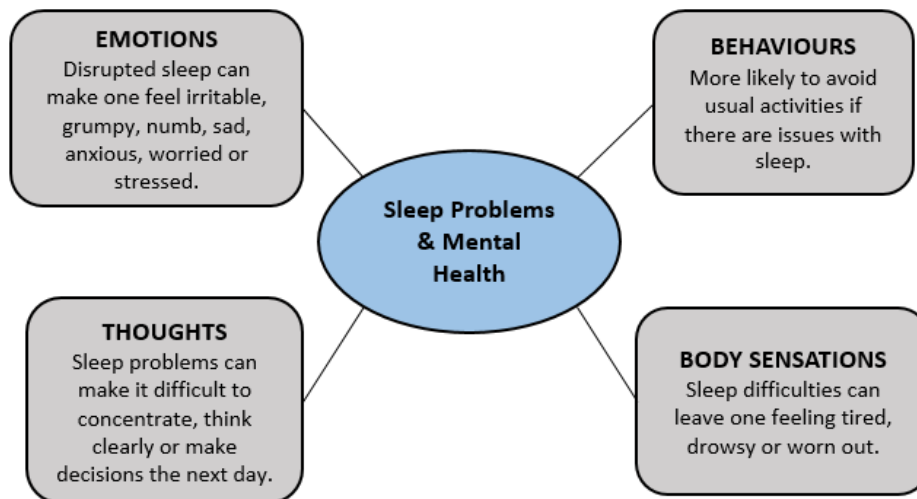 EMOTIONS
Disrupted sleep can
make one feel irritable,
grumpy, numb, sad,
anxious, worried or
stressed.
BEHAVIOURS
More likely to avoid
usual activities if
there are issues with
sleep.
Sleep Problems
& Mental
Health
THOUGHTS
Sleep problems can
make it difficult to
concentrate, think
clearly or make
decisions the next day.
BODY SENSATIONS
Sleep difficulties can
leave one feeling tired,
drowsy or worn out.